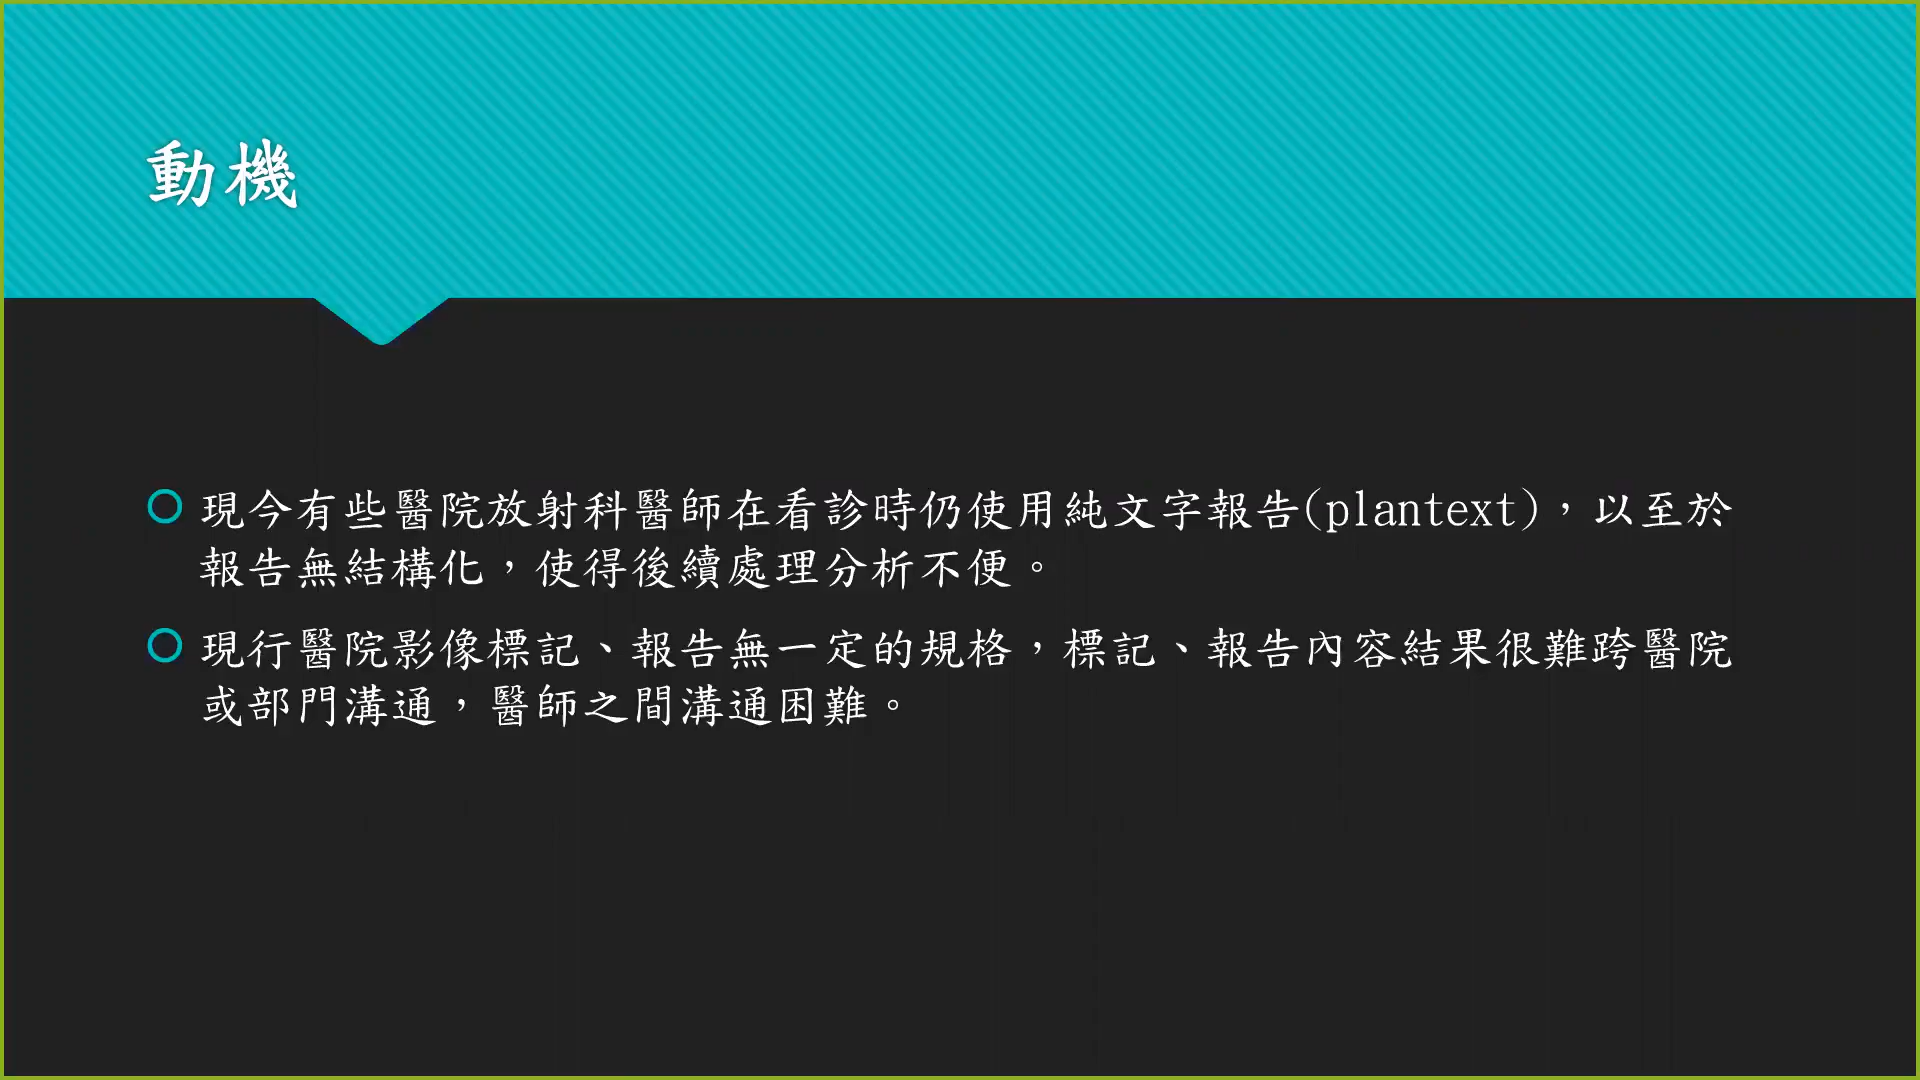 動機
現今有些醫院放射科醫師在看診時仍使用純文字報告(plantext)，以至於
報告無結構化，使得後續處理分析不便。
現行醫院影像標記、報告無一定的規格，標記、報告內容結果很難跨醫院
或部門溝通，醫師之間溝通困難。